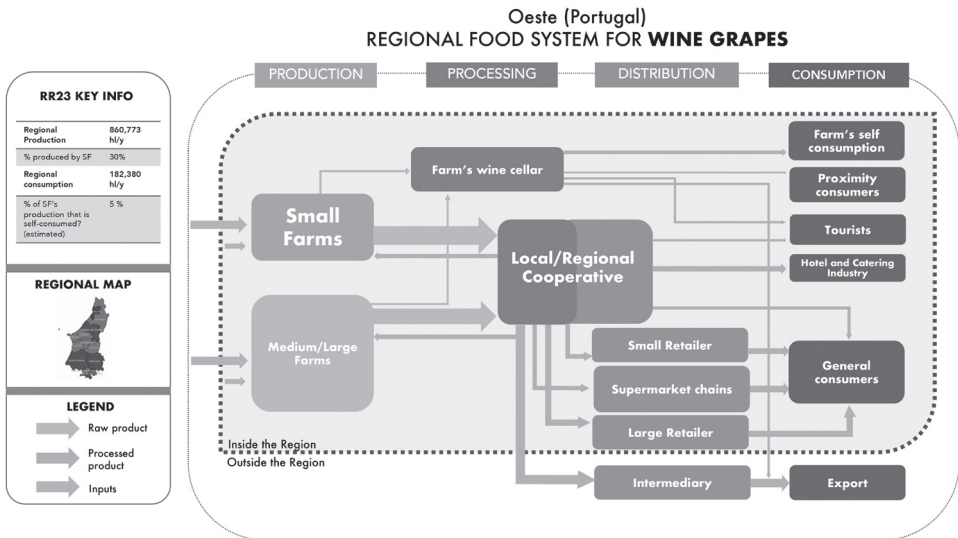 Oeste (Portugal)
REGIONAL FOOD SYSTEM FOR WINE GRAPES
PRODUCTION
PROCESSING
DISTRIBUTION
CONSUMPTION
RR23 KEY INFO
Regional
Production
860,773
hl/y
% produced by SF
30%
Regional
consumption
182,380
hl/y
% of SF's
production that is
self-consumed?
(estimated)
5 %
REGIONAL MAP
LEGEND
Raw product
Processed
product
Inputs
Small
Farms
Medium/Large
Farms
Farm's wine cellar
Local/Regional
Cooperative
Small Retailer
Supermarket chains
Large Retailer
Intermediary
Farm's self
consumption
Proximity
consumers
Tourists
Hotel and Catering
Industry
General
consumers
Export
Inside the Region
Outside the Region